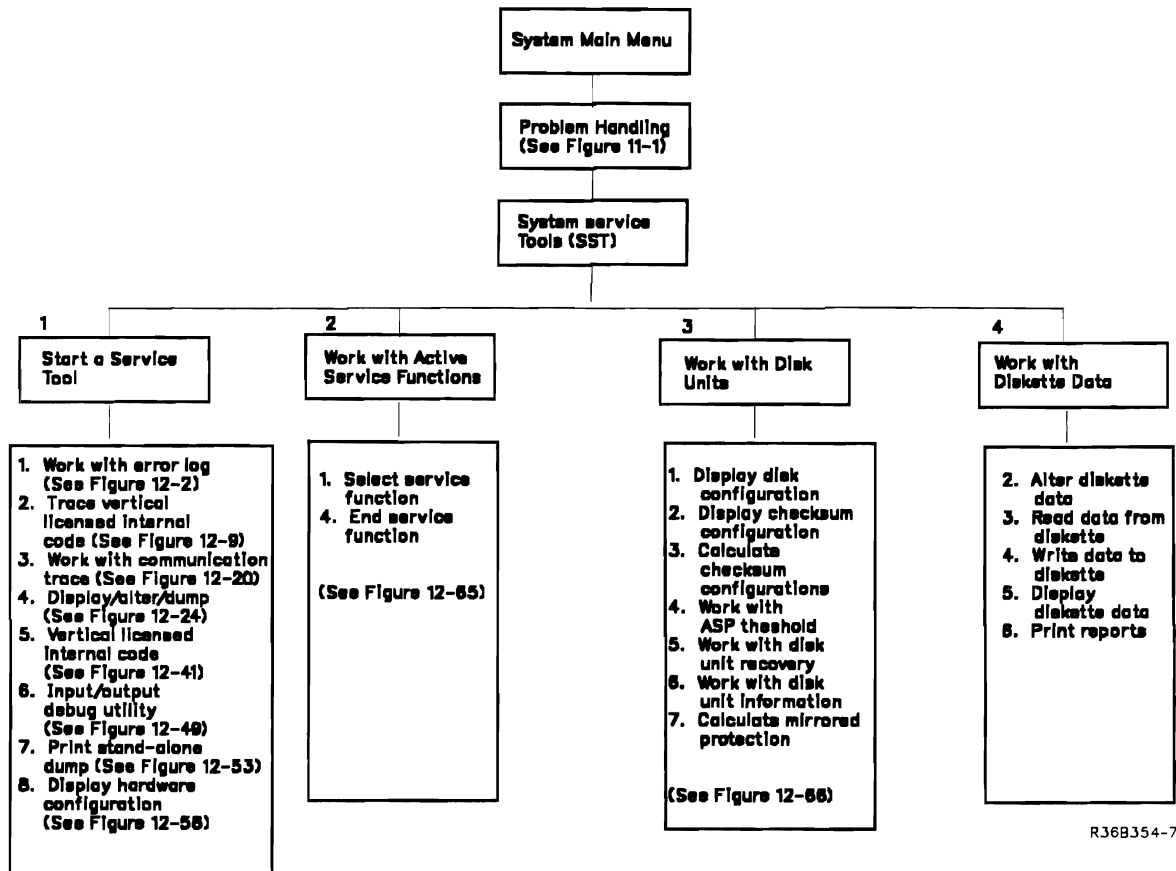 System Main Menu
Problem Handling
(See Figure 11-1)
System service
Tools (SST)
1
Start a Service
Tool
1. Work with error log
(See Figure 12-2)
2. Trace vertical
licensed internal
code (See Figure 12-9)
3. Work with communication
trace (See Figure 12-20)
4. Display/alter/dump
(See Figure 12-24)
5. Vertical licensed
internal code
(See Figure 12-41)
6. Input/output
debug utility
(See Figure 12-49)
7. Print stand-alone
dump (See Figure 12-53)
8. Display hardware
configuration
(See Figure 12-56)
2
Work with Active
Service Functions
1. Select service
function
4. End service
function
(See Figure 12-65)
3
Work with Disk
Units
1. Display disk
configuration
2. Display checksum
configuration
3. Calculate
checksum
configurations
4. Work with
ASP threshold
5. Work with disk
unit recovery
6. Work with disk
unit information
7. Calculate mirrored
protection
(See Figure 12-66)
4
Work with
Diskette Data
2. Alter diskette
data
3. Read data from
diskette
4. Write data to
diskette
5. Display
diskette data
6. Print reports
R36B354-7